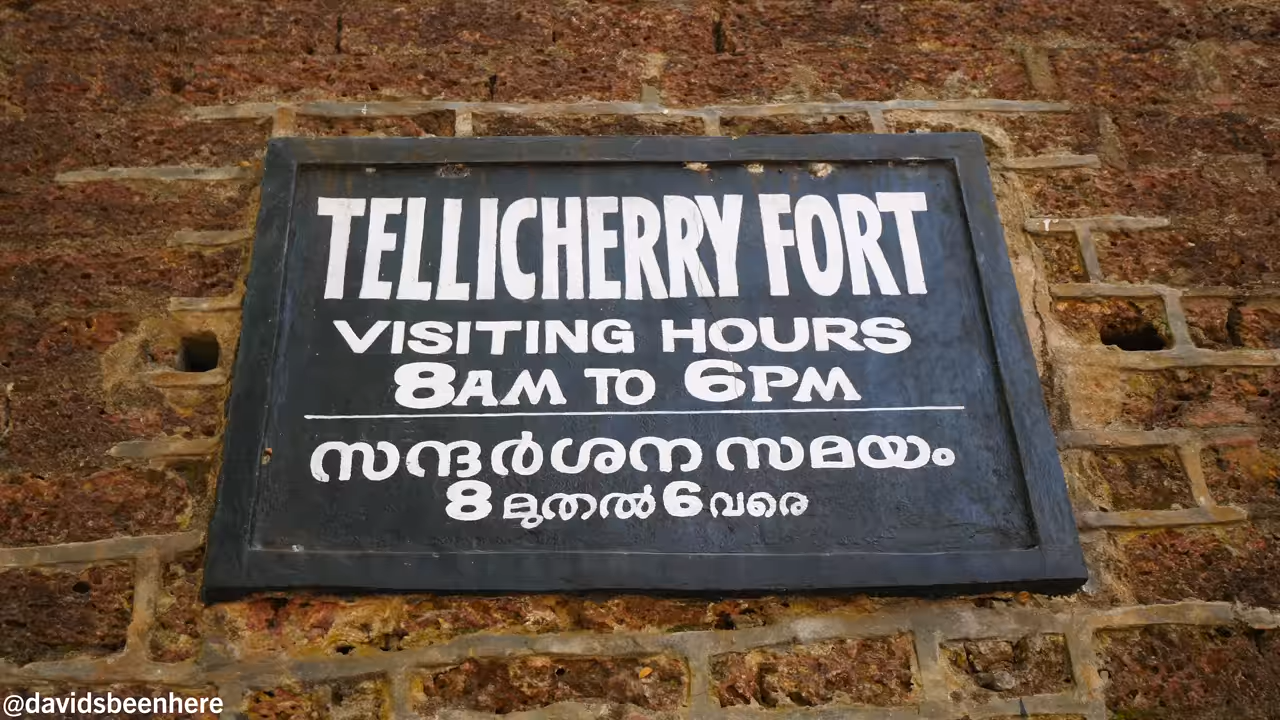 TELLICHERRY FORT
VISITING HOURS
8AM TO 6PM
സന്ദർശന സമയം
8 മുതൽ 6 വരെ
@davidsbeenhere